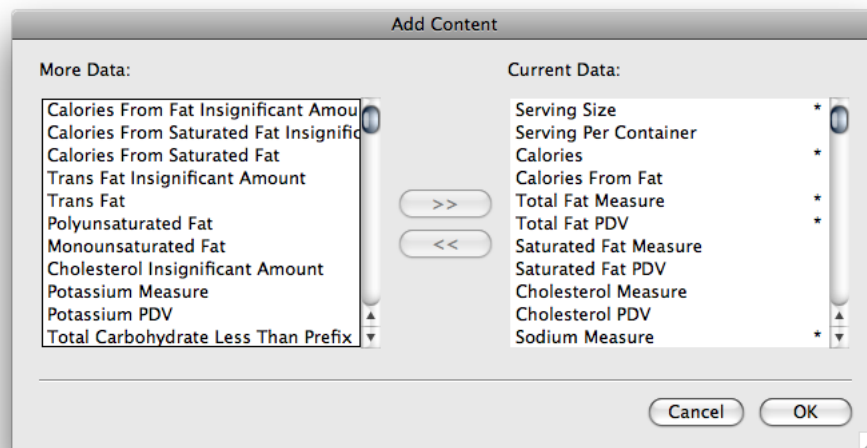 Add Content
More Data:
Calories From Fat Insignificant Amou
Calories From Saturated Fat Insignific
Calories From Saturated Fat
Trans Fat Insignificant Amount
Trans Fat
Polyunsaturated Fat
Monounsaturated Fat
Cholesterol Insignificant Amount
Potassium Measure
Potassium PDV
Total Carbohydrate Less Than Prefix
>>
<<
Current Data:
Serving Size *
Serving Per Container
Calories *
Calories From Fat
Total Fat Measure *
Total Fat PDV *
Saturated Fat Measure
Saturated Fat PDV
Cholesterol Measure
Cholesterol PDV
Sodium Measure *
Cancel
OK